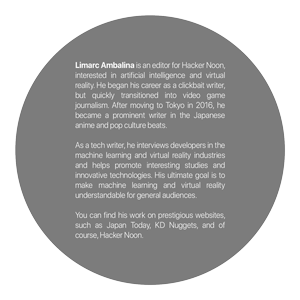 Limarc Ambalina is an editor for Hacker Noon,
interested in artificial intelligence and virtual
reality. He began his career as a clickbait writer,
but quickly transitioned into video game
journalism. After moving to Tokyo in 2016, he
became a prominent writer in the Japanese
anime and pop culture beats.
As a tech writer, he interviews developers in the
machine learning and virtual reality industries
and helps promote interesting studies and
innovative technologies. His ultimate goal is to
make machine learning and virtual reality
understandable for general audiences.
You can find his work on prestigious websites,
such as Japan Today, KD Nuggets, and of
course, Hacker Noon.